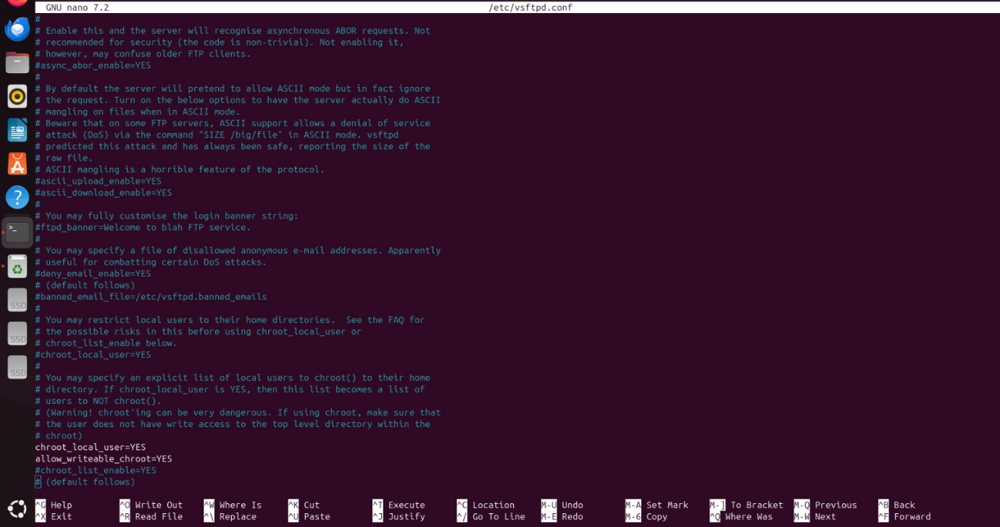 GNU nano 7.2 /etc/vsftpd.conf
#
# Enable this and the server will recognise asynchronous ABOR requests. Not
# recommended for security (the code is non-trivial). Not enabling it,
# however, may confuse older FTP clients.
#async_abor_enable=YES
#
# By default the server will pretend to allow ASCII mode but in fact ignore
# the request. Turn on the below options to have the server actually do ASCII
# mangling on files when in ASCII mode.
# Beware that on some FTP servers, ASCII support allows a denial of service
# attack (DoS) via the command "SIZE /big/file" in ASCII mode. vsftpd
# predicted this attack and has always been safe, reporting the size of the
# raw file.
# ASCII mangling is a horrible feature of the protocol.
#ascii_upload_enable=YES
#ascii_download_enable=YES
#
# You may fully customise the login banner string:
#ftpd_banner=Welcome to blah FTP service.
#
# You may specify a file of disallowed anonymous e-mail addresses. Apparently
# useful for combatting certain DoS attacks.
#deny_email_enable=YES
# (default follows)
#banned_email_file=/etc/vsftpd.banned_emails
#
# You may restrict local users to their home directories.  See the FAQ for
# the possible risks in this before using chroot_local_user or
# chroot_list_enable below.
#chroot_local_user=YES
#
# You may specify an explicit list of local users to chroot() to their home
# directory. If chroot_local_user is YES, then this list becomes a list of
# users to NOT chroot().
# (Warning! chroot'ing can be very dangerous. If using chroot, make sure that
# the user does not have write access to the top level directory within the
# chroot)
chroot_local_user=YES
allow_writeable_chroot=YES
#chroot_list_enable=YES
# (default follows)
^G Help ^O Write Out ^W Where Is ^K Cut ^T Execute ^C Location M-U Undo M-A Set Mark M-] To Bracket M-Q Previous ^B Back
^X Exit ^R Read File ^\ Replace ^U Paste ^J Justify ^/ Go To Line M-E Redo M-6 Copy ^Q Where Was M-W Next ^F Forward
SSD
SSD
SSD